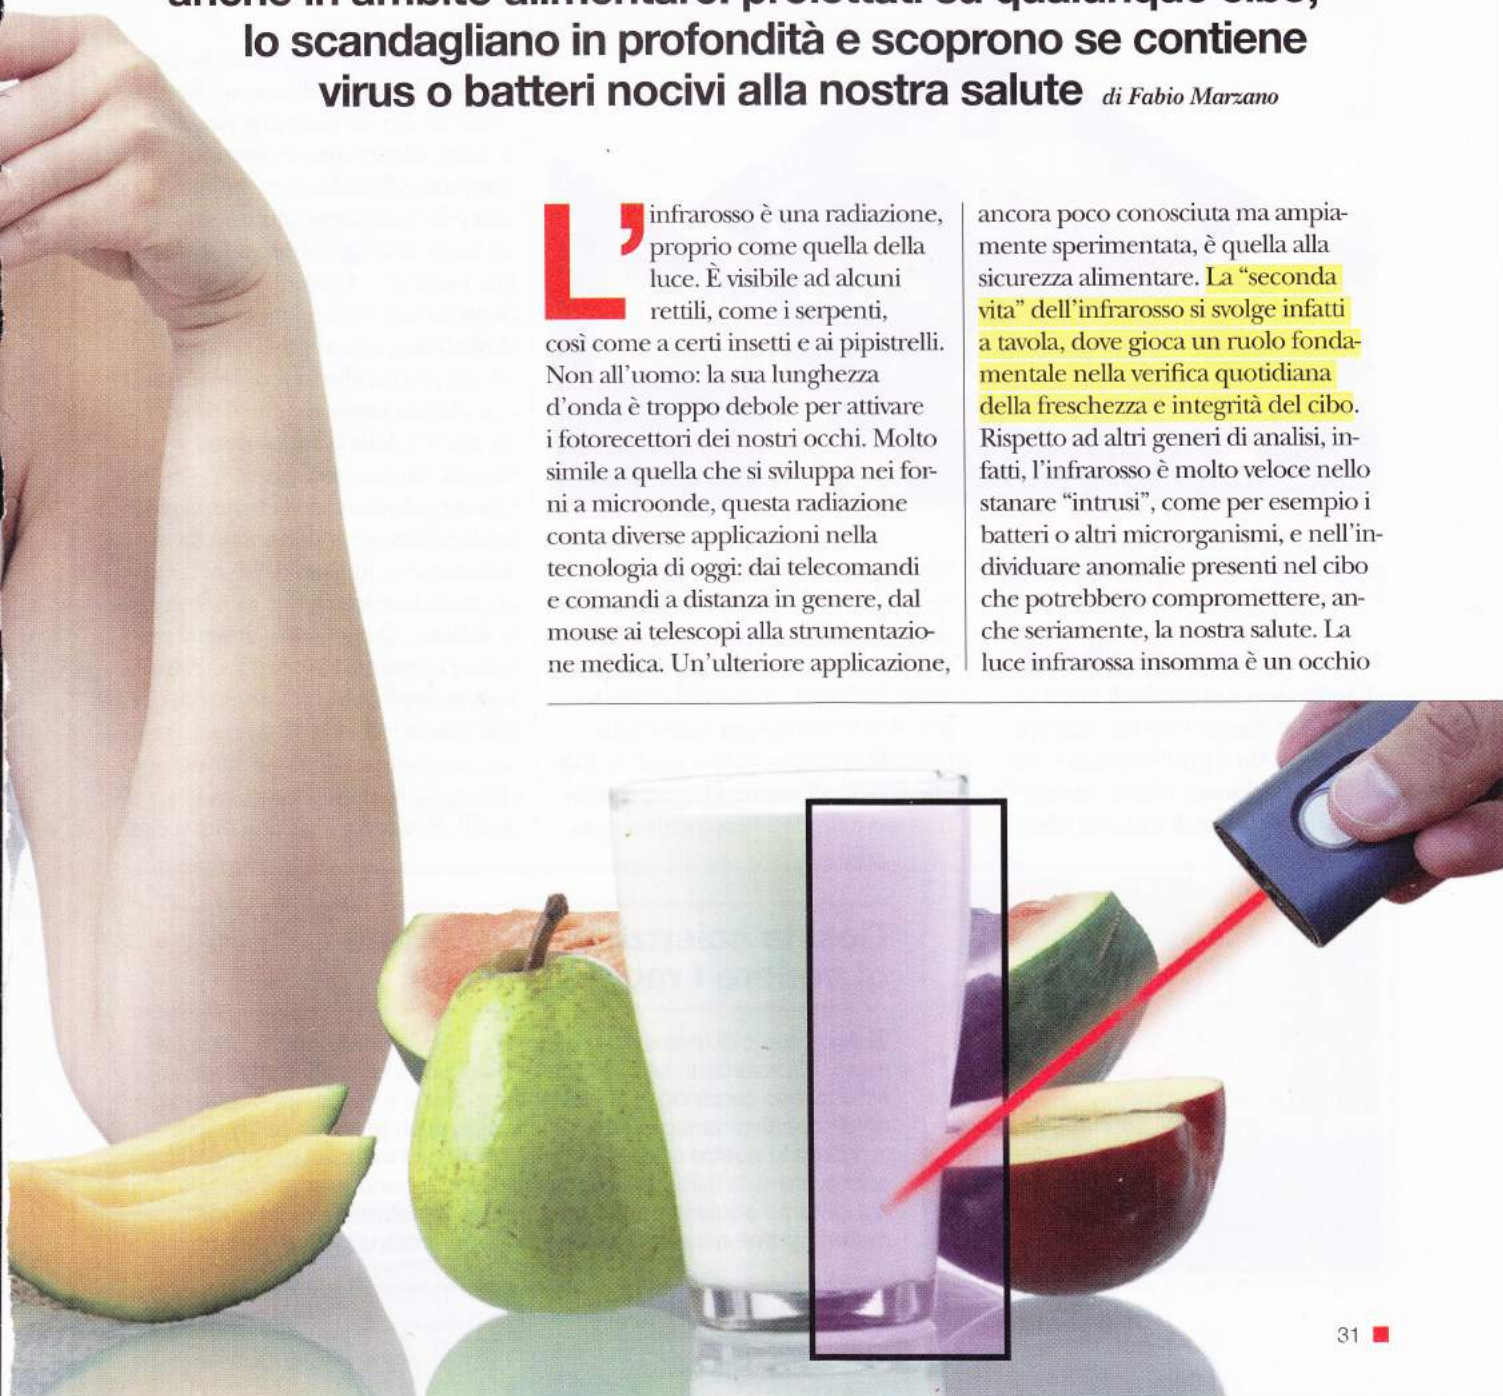 anche in ambito alimentare: proiettati su qualunque cibo,
lo scandagliano in profondità e scoprono se contiene
virus o batteri nocivi alla nostra salute di Fabio Marzano
L’infrarosso è una radiazione,
proprio come quella della
luce. È visibile ad alcuni
rettili, come i serpenti,
così come a certi insetti e ai pipistrelli.
Non all’uomo: la sua lunghezza
d’onda è troppo debole per attivare
i fotorecettori dei nostri occhi. Molto
simile a quella che si sviluppa nei for-
ni a microonde, questa radiazione
conta diverse applicazioni nella
tecnologia di oggi: dai telecomandi
e comandi a distanza in genere, dal
mouse ai telescopi alla strumentazio-
ne medica. Un’ulteriore applicazione,
ancora poco conosciuta ma ampia-
mente sperimentata, è quella alla
sicurezza alimentare. La “seconda
vita” dell’infrarosso si svolge infatti
a tavola, dove gioca un ruolo fonda-
mentale nella verifica quotidiana
della freschezza e integrità del cibo.
Rispetto ad altri generi di analisi, in-
fatti, l’infrarosso è molto veloce nello
stanare “intrusi”, come per esempio i
batteri o altri microrganismi, e nell’in-
dividuare anomalie presenti nel cibo
che potrebbero compromettere, an-
che seriamente, la nostra salute. La
luce infrarossa insomma è un occhio
31